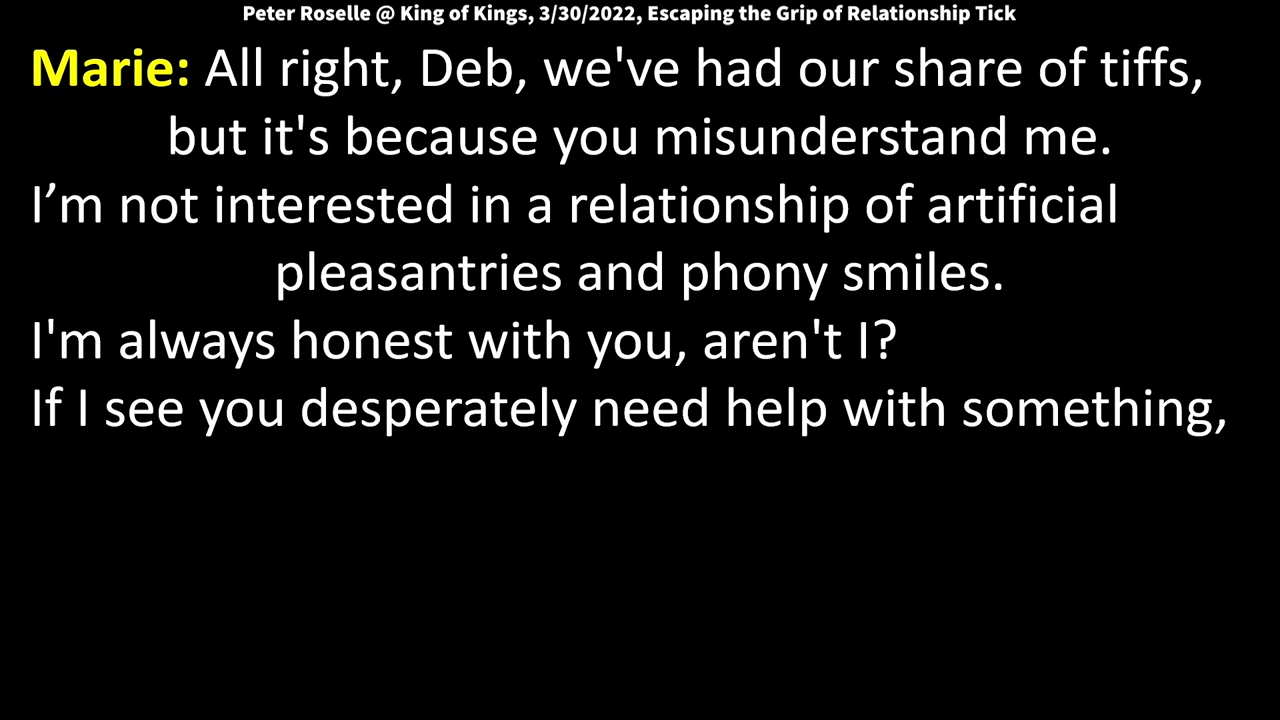 Peter Roselle @ King of Kings, 3/30/2022, Escaping the Grip of Relationship Tick
Marie: All right, Deb, we've had our share of tiffs,
but it's because you misunderstand me.
I’m not interested in a relationship of artificial
pleasantries and phony smiles.
I'm always honest with you, aren't I?
If I see you desperately need help with something,